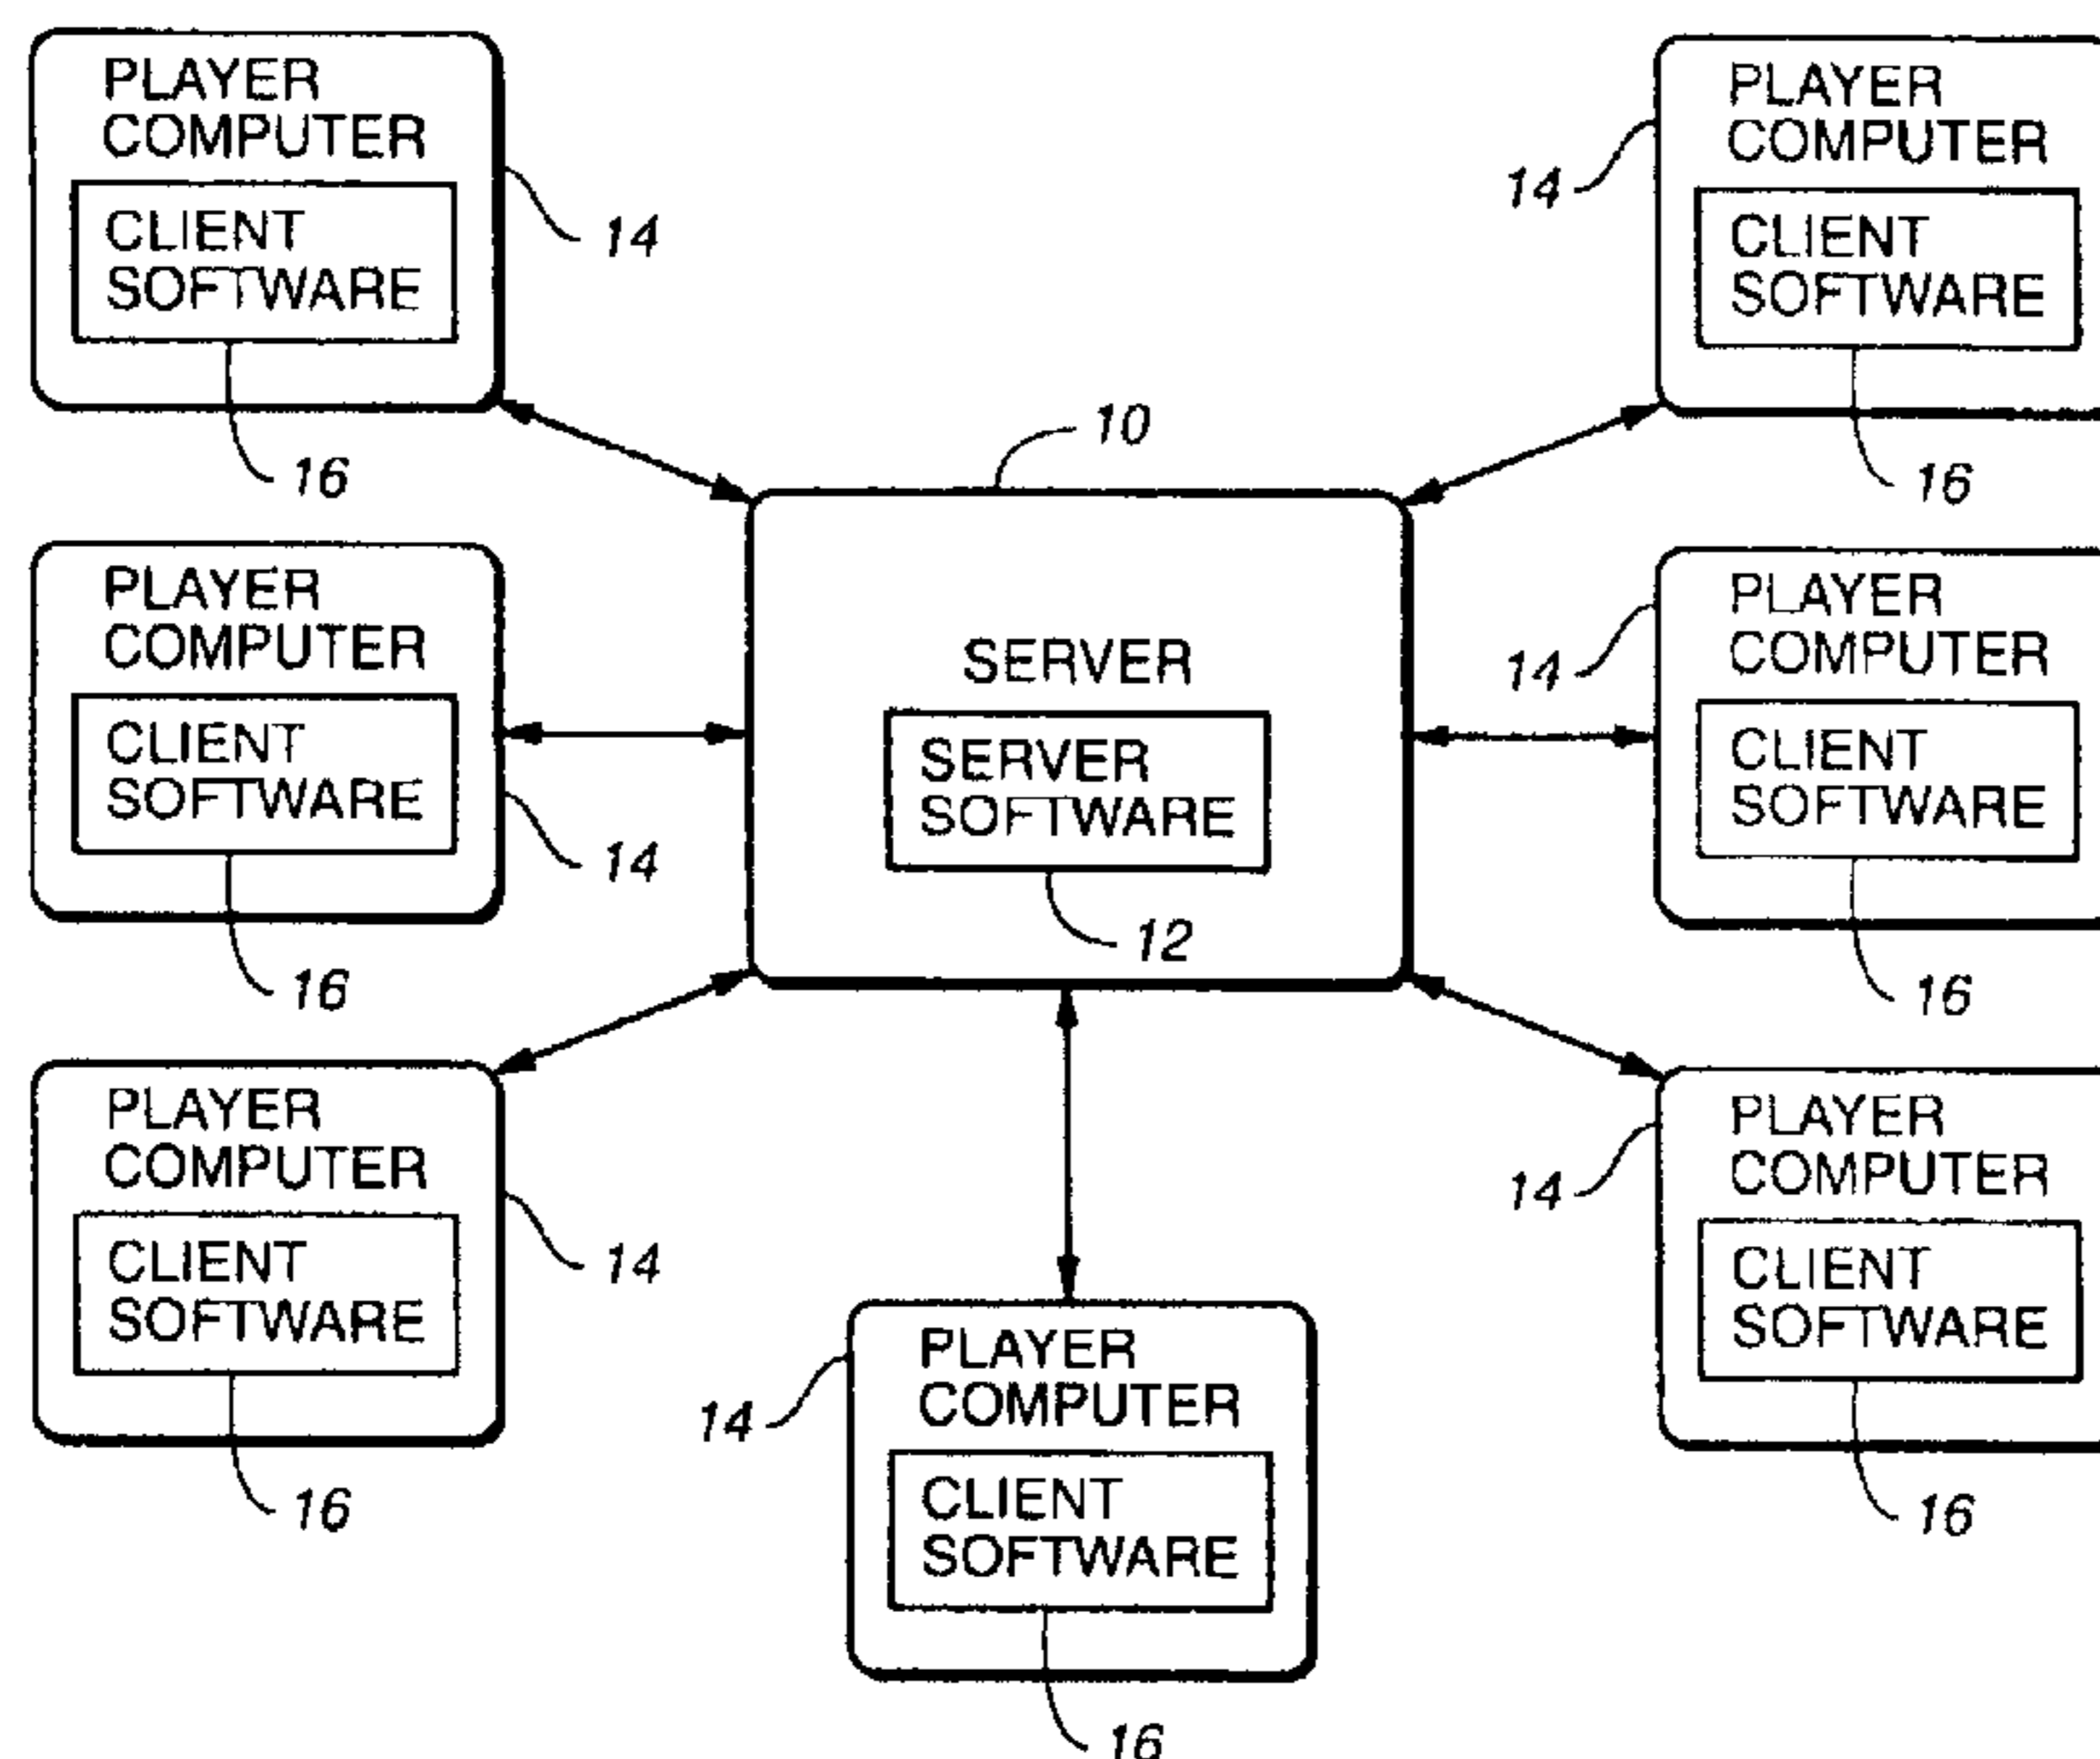 PLAYER
COMPUTER
CLIENT
SOFTWARE
14
16
PLAYER
COMPUTER
14
CLIENT
SOFTWARE
16
10
PLAYER
COMPUTER
CLIENT
SOFTWARE
14
16
SERVER
SERVER
SOFTWARE
12
PLAYER
COMPUTER
14
CLIENT
SOFTWARE
16
PLAYER
COMPUTER
14
CLIENT
SOFTWARE
16
PLAYER
COMPUTER
14
CLIENT
SOFTWARE
16
PLAYER
COMPUTER
14
CLIENT
SOFTWARE
16